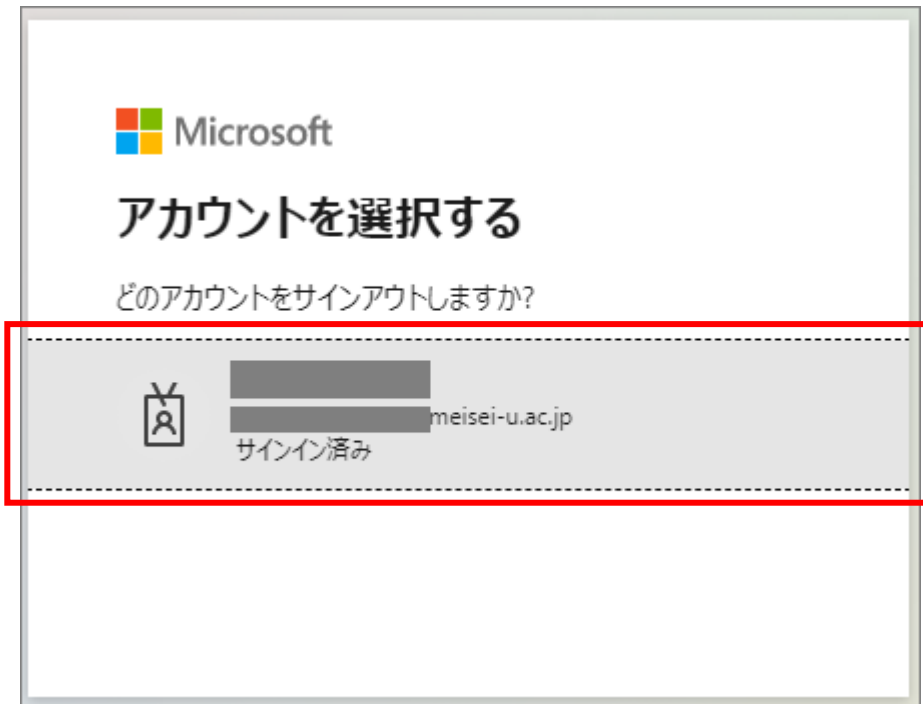 Microsoft
アカウントを選択する
どのアカウントをサインアウトしますか?
meisei-u.ac.jp
サインイン済み